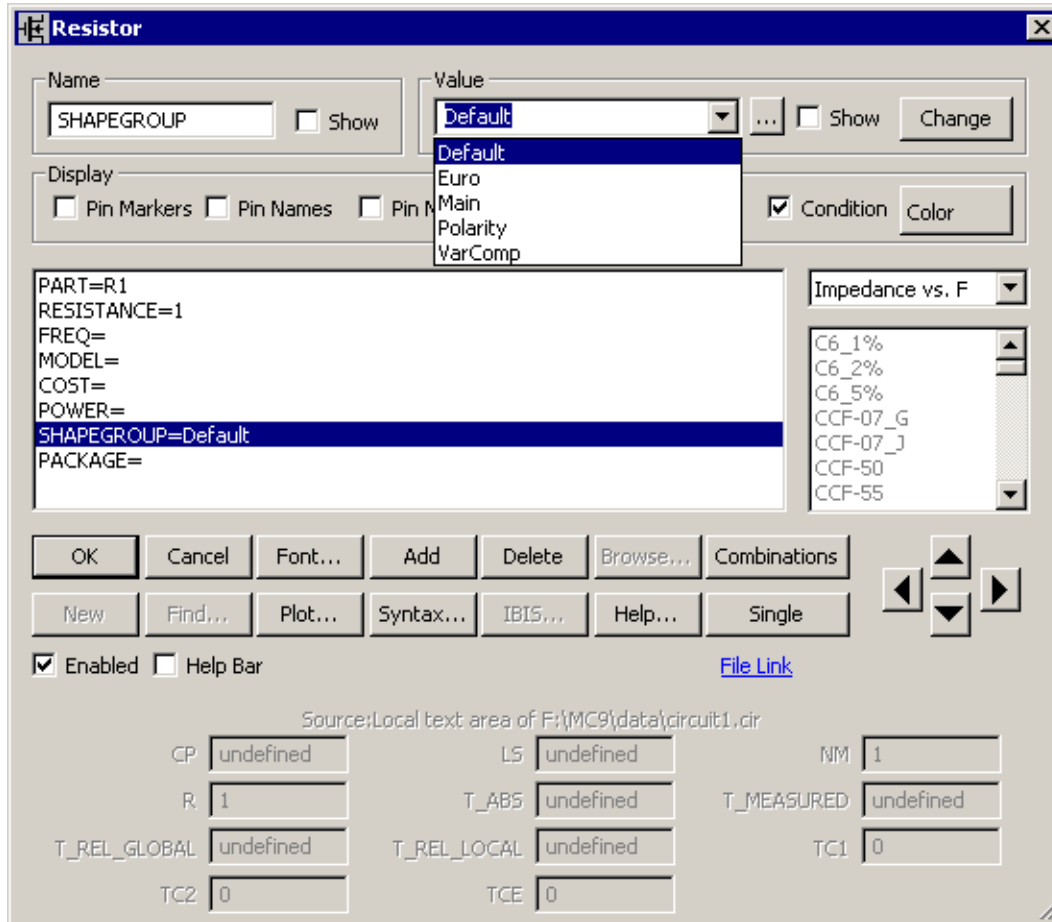 Resistor
Name
Value
SHAPEGROUP
Show
Default
...
Show
Change
Default
Euro
Main
Polarity
VarComp
Display
Pin Markers
Pin Names
Pin
Condition
Color
PART=R1
RESISTANCE=1
FREQ=
MODEL=
COST=
POWER=
SHAPEGROUP=Default
PACKAGE=
Impedance vs. F
C6_1%
C6_2%
C6_5%
CCF-07_G
CCF-07_J
CCF-50
CCF-55
OK
Cancel
Font...
Add
Delete
Browse...
Combinations
New
Find...
Plot...
Syntax...
IBIS...
Help...
Single
Enabled
Help Bar
File Link
Source:Local text area of F:\MC9\data\circuit1.cir
CP undefined
LS undefined
NM 1
R 1
T_ABS undefined
T_MEASURED undefined
T_REL_GLOBAL undefined
T_REL_LOCAL undefined
TC1 0
TC2 0
TCE 0